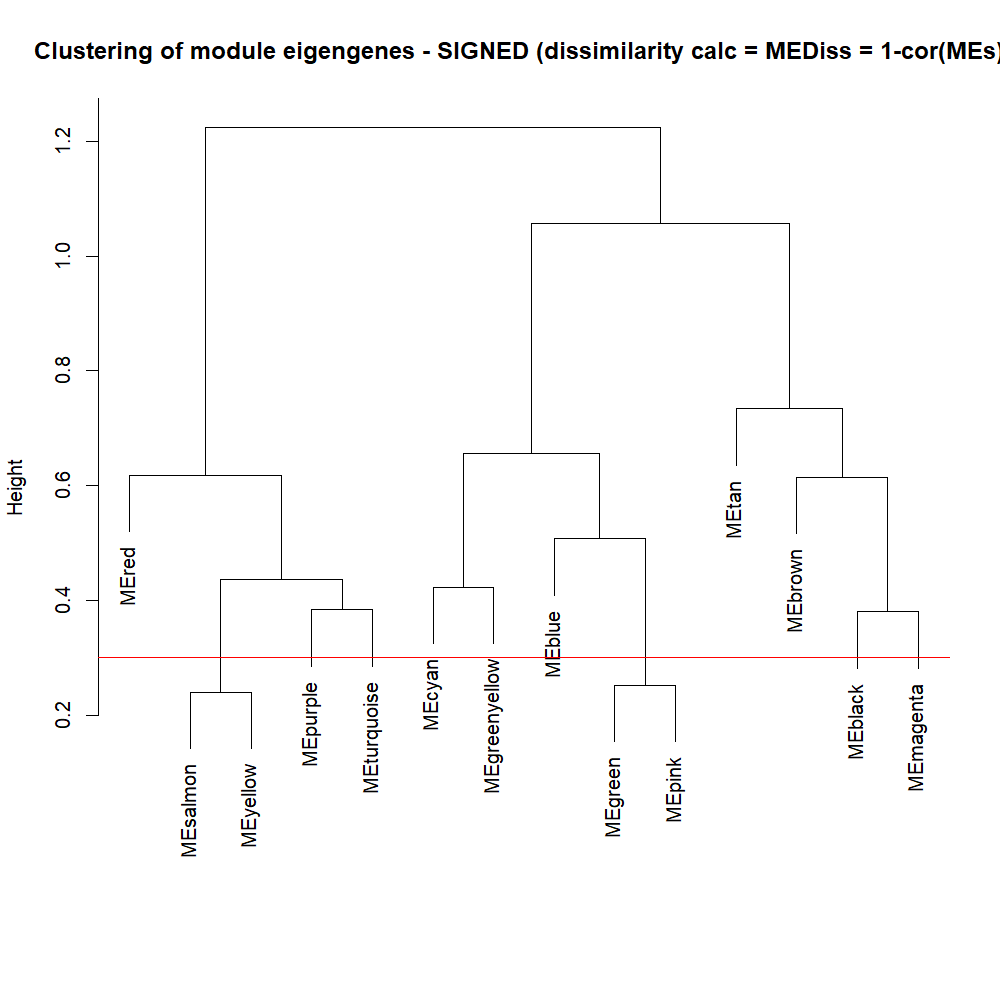 Clustering of module eigengenes - SIGNED (dissimilarity calc = MEDiss = 1-cor(MEs)
Height
1.2
1.0
0.8
0.6
0.4
0.2
MEred
MEsalmon
MEyellow
MEpurple
MEturquoise
MEcyan
MEgreenyellow
MEblue
MEgreen
MEpink
MEtan
MEbrown
MEblack
MEmagenta